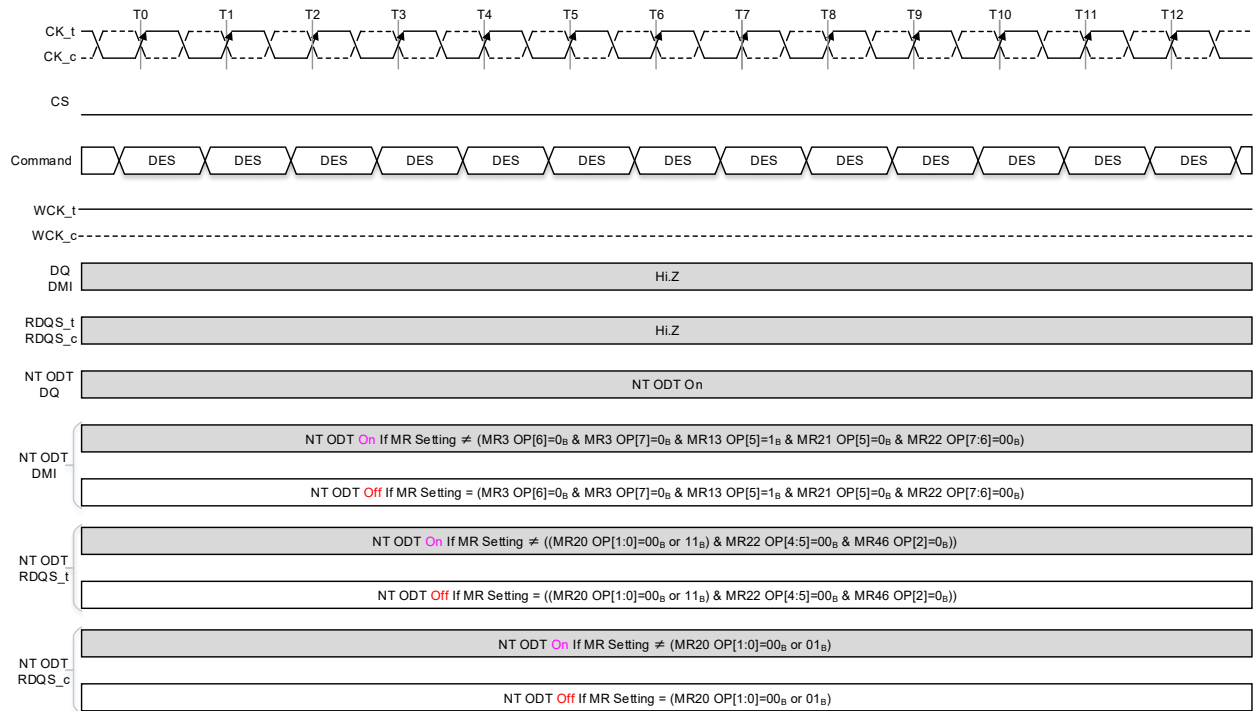 T0 T1 T2 T3 T4 T5 T6 T7 T8 T9 T10 T11 T12
CK_t
CK_c
CS
Command DES DES DES DES DES DES DES DES DES DES DES DES DES
WCK_t
WCK_c
DQ
DMI
Hi.Z
RDQS_t
RDQS_c
Hi.Z
NT ODT
DQ
NT ODT On
NT ODT
DMI
NT ODT On If MR Setting ≠ (MR3 OP[6]=0B & MR3 OP[7]=0B & MR13 OP[5]=1B & MR21 OP[5]=0B & MR22 OP[7:6]=00B)
NT ODT Off If MR Setting = (MR3 OP[6]=0B & MR3 OP[7]=0B & MR13 OP[5]=1B & MR21 OP[5]=0B & MR22 OP[7:6]=00B)
NT ODT
RDQS_t
NT ODT On If MR Setting ≠ ((MR20 OP[1:0]=00B or 11B) & MR22 OP[4:5]=00B & MR46 OP[2]=0B))
NT ODT Off If MR Setting = ((MR20 OP[1:0]=00B or 11B) & MR22 OP[4:5]=00B & MR46 OP[2]=0B))
NT ODT
RDQS_c
NT ODT On If MR Setting ≠ (MR20 OP[1:0]=00B or 01B)
NT ODT Off If MR Setting = (MR20 OP[1:0]=00B or 01B)